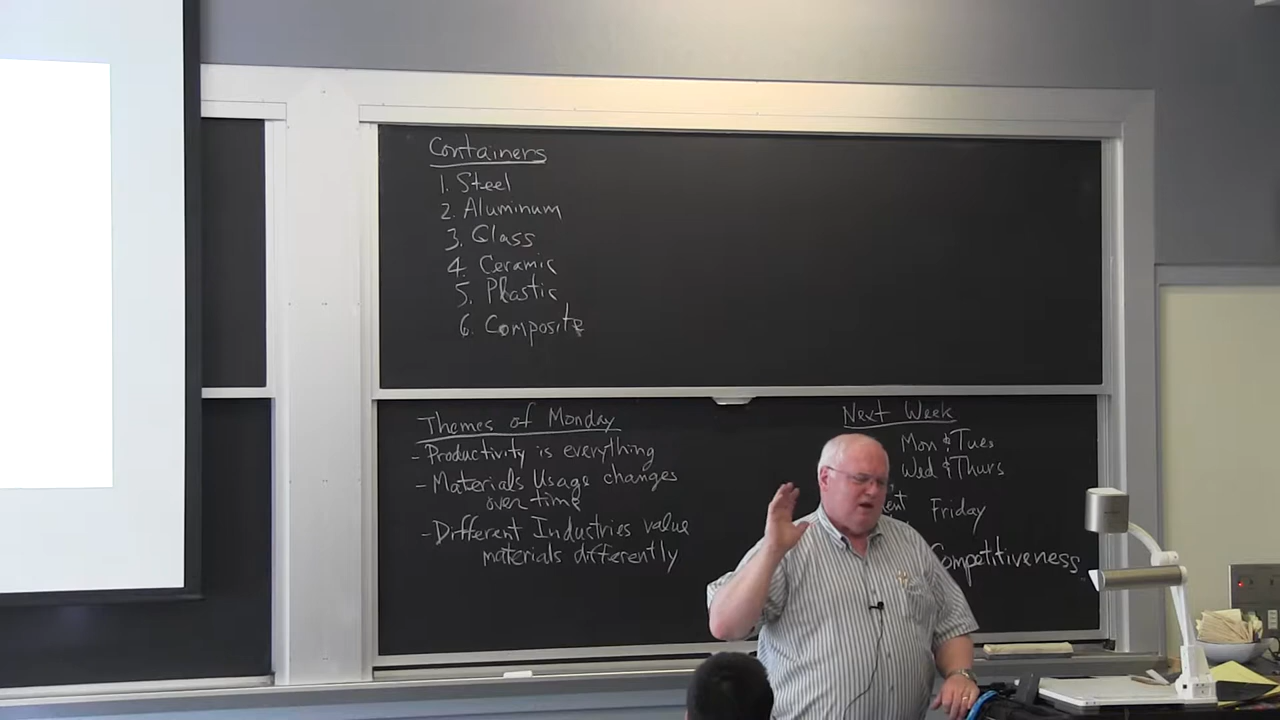 Containers
1. Steel
2. Aluminum
3. Glass
4. Ceramic
5. Plastic
6. Composite
Themes of Monday
- Productivity is everything
- Materials Usage changes
over time
- Different Industries value
materials differently
Next Week
Mon & Tues
Wed & Thurs
Friday
Competitiveness